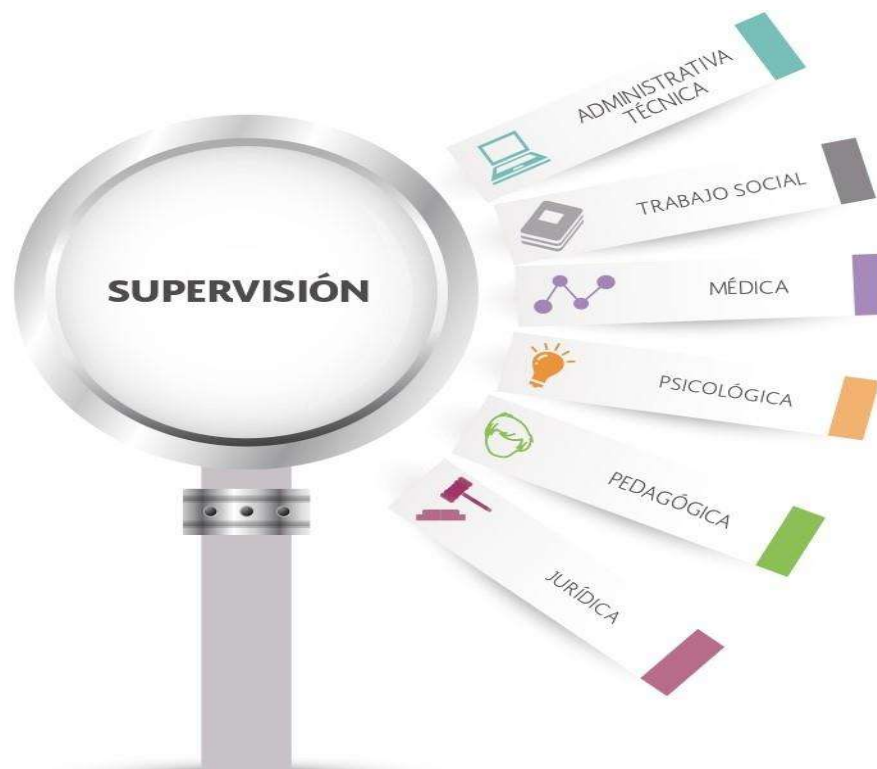 SUPERVISIÓN
ADMINISTRATIVA
TÉCNICA
TRABAJO SOCIAL
MÉDICA
PSICOLÓGICA
PEDAGÓGICA
JURÍDICA